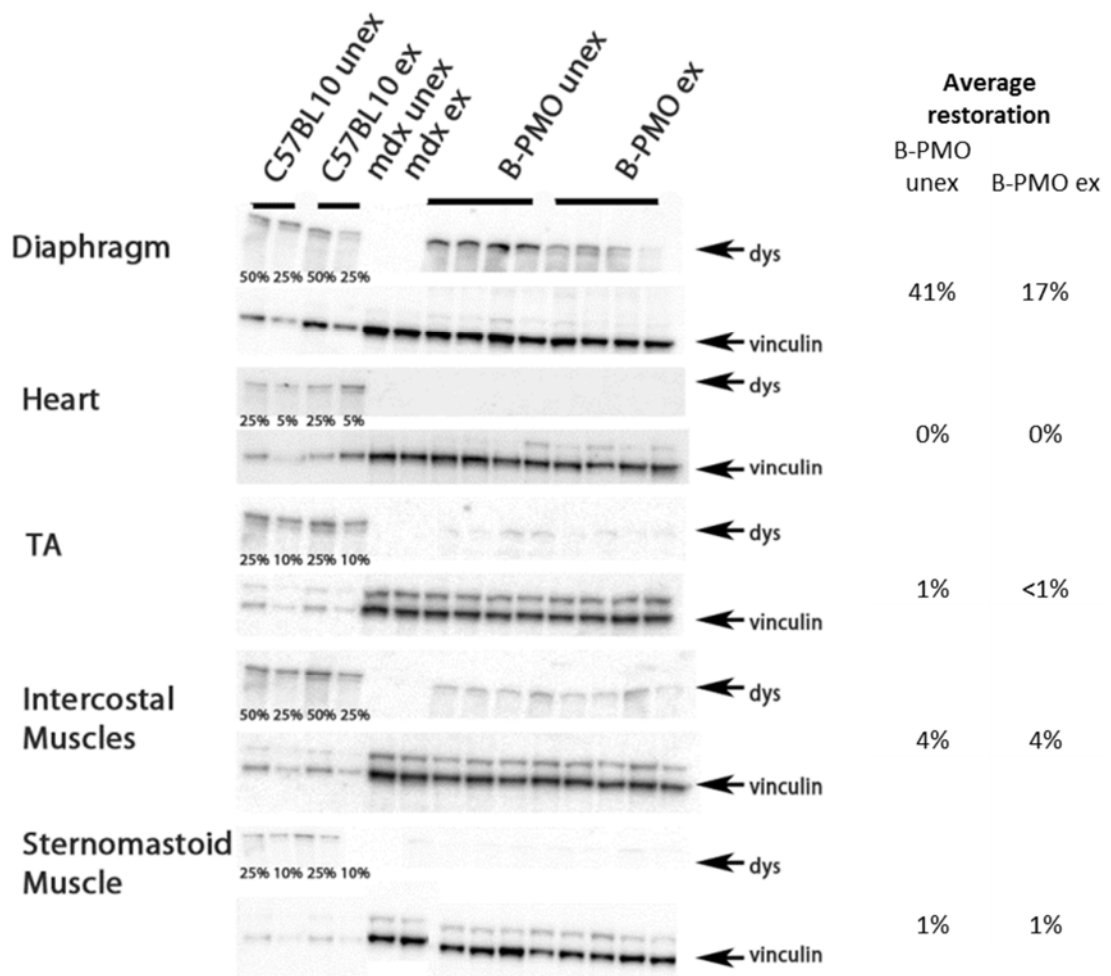 C57BL10 unex
C57BL10 ex
mdx unex
mdx ex
B-PMO unex
B-PMO ex
Average
restoration
B-PMO
unex
B-PMO ex
Diaphragm
dys
50% 25% 50% 25%
41% 17%
vinculin
Heart
dys
25% 5% 25% 5%
0% 0%
vinculin
TA
dys
25% 10% 25% 10%
1% <1%
vinculin
Intercostal
Muscles
dys
50% 25% 50% 25%
4% 4%
vinculin
Sternomastoid
Muscle
dys
25% 10% 25% 10%
1% 1%
vinculin